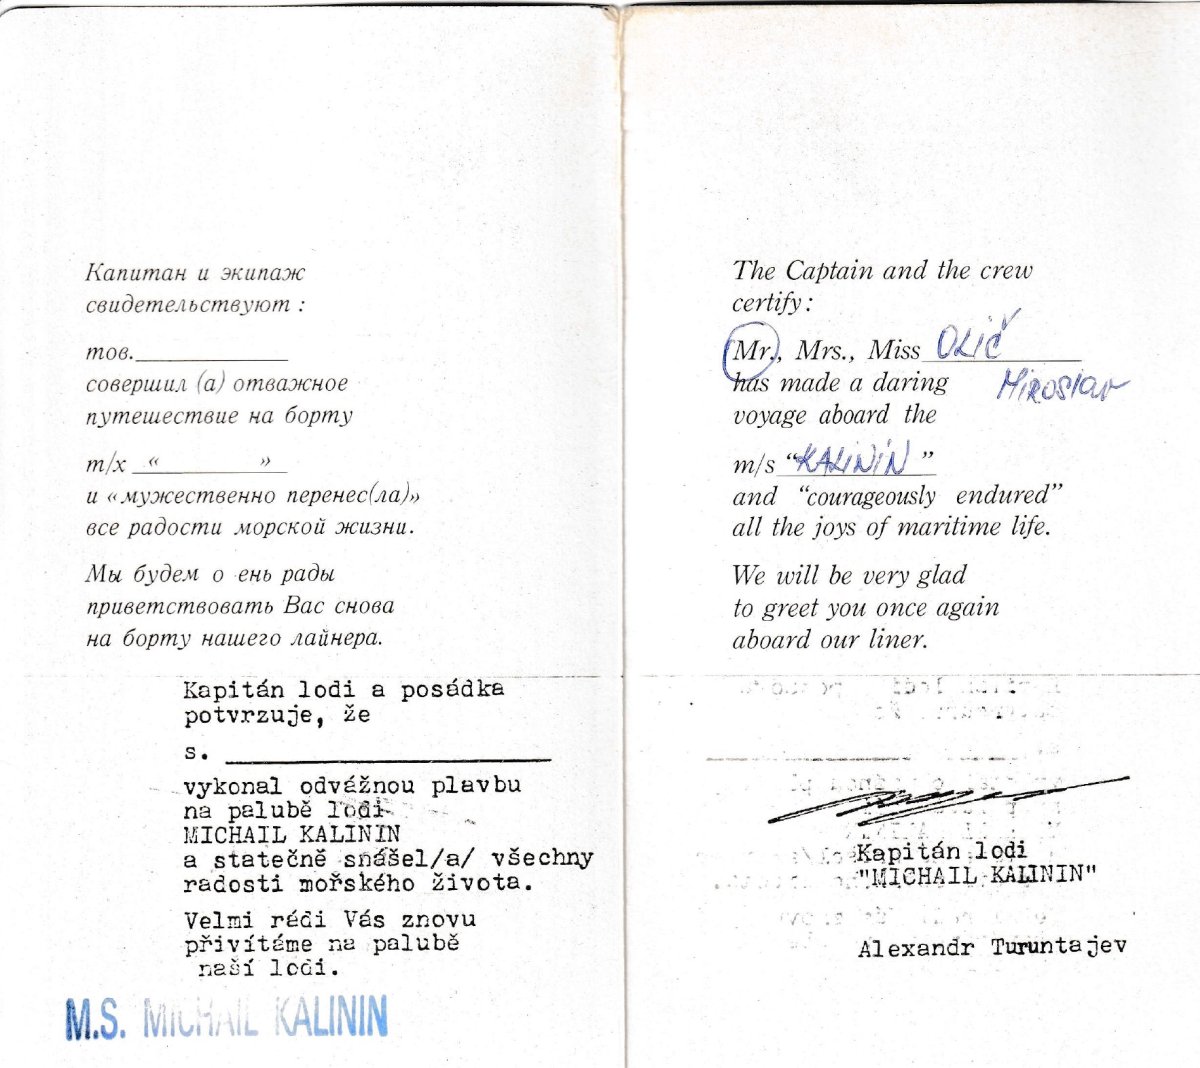 Капитан и экипаж
свидетельствуют :
тов.
совершил (а) отважное
путешествие на борту
т/х « »
и «мужественно перенес(ла)»
все радости морской жизни.
Мы будем о ень рады
приветствовать Вас снова
на борту нашего лайнера.
Kapitán lodi a posádka
potvrzuje, že
s.
vykonal odvážnou plavbu
na palubě lodi
MICHAIL KALININ
a statečně snášel/a/ všechny
radosti mořského života.
Velmi rédi Vás znovu
přivítáme na palubě
naší lodi.
M.S. MICHAIL KALININ
The Captain and the crew
certify:
Mr., Mrs., Miss OLIČ
has made a daring Miroslav
voyage aboard the
m/s “KALININ”
and “courageously endured”
all the joys of maritime life.
We will be very glad
to greet you once again
aboard our liner.
Kapitán lodi
"MICHAIL KALININ"
Alexandr Turuntajev